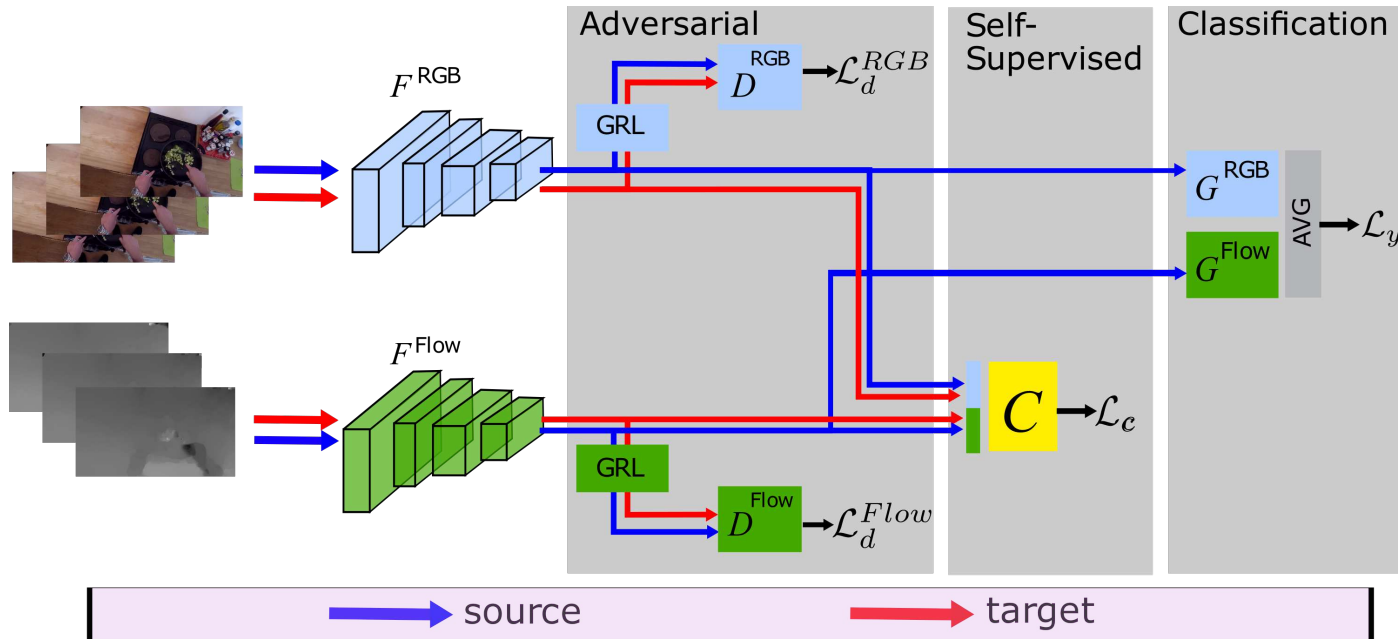 Adversarial
Self-
Supervised
Classification
F^RGB
D^RGB
ℒ_d^{RGB}
GRL
G^RGB
G^Flow
AVG
ℒ_y
F^Flow
C
ℒ_c
GRL
D^Flow
ℒ_d^{Flow}
source
target